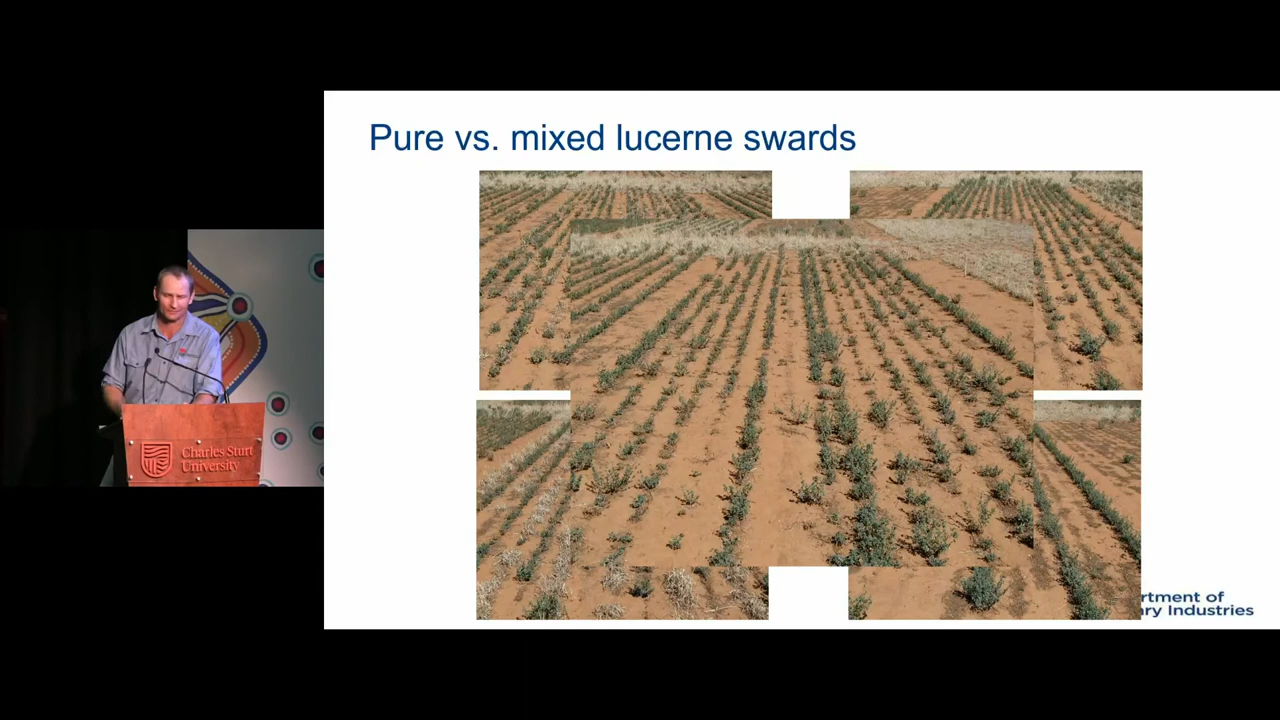 Pure vs. mixed lucerne swards
Charles Sturt
University
rtment of
ry Industries